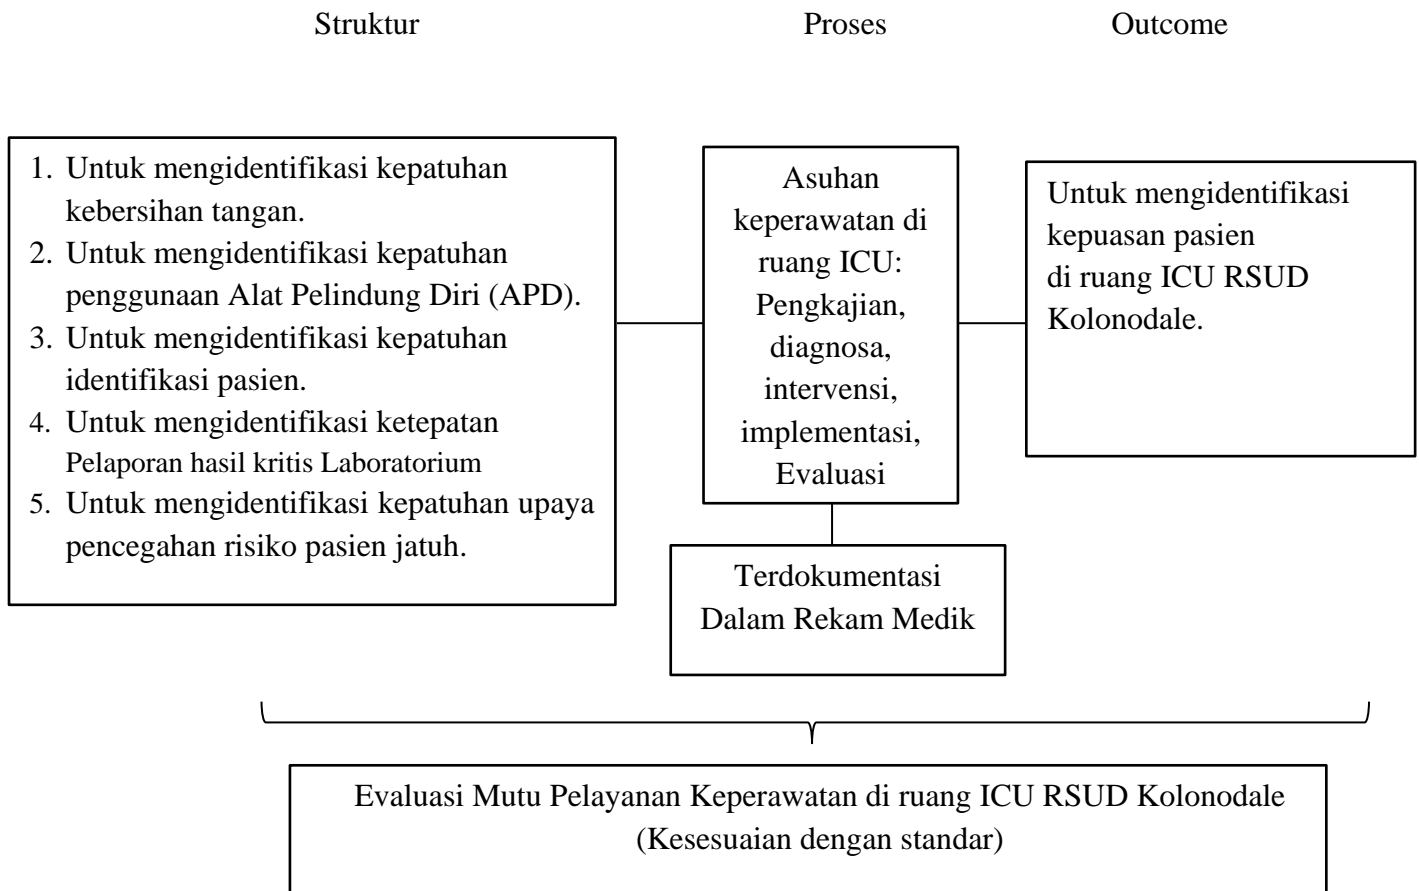 Struktur
Proses
Outcome
1. Untuk mengidentifikasi kepatuhan
kebersihan tangan.
2. Untuk mengidentifikasi kepatuhan
penggunaan Alat Pelindung Diri (APD).
3. Untuk mengidentifikasi kepatuhan
identifikasi pasien.
4. Untuk mengidentifikasi ketepatan
Pelaporan hasil kritis Laboratorium
5. Untuk mengidentifikasi kepatuhan upaya
pencegahan risiko pasien jatuh.
Asuhan
keperawatan di
ruang ICU:
Pengkajian,
diagnosa,
intervensi,
implementasi,
Evaluasi
Untuk mengidentifikasi
kepuasan pasien
di ruang ICU RSUD
Kolonodale.
Terdokumentasi
Dalam Rekam Medik
Evaluasi Mutu Pelayanan Keperawatan di ruang ICU RSUD Kolonodale
(Kesesuaian dengan standar)